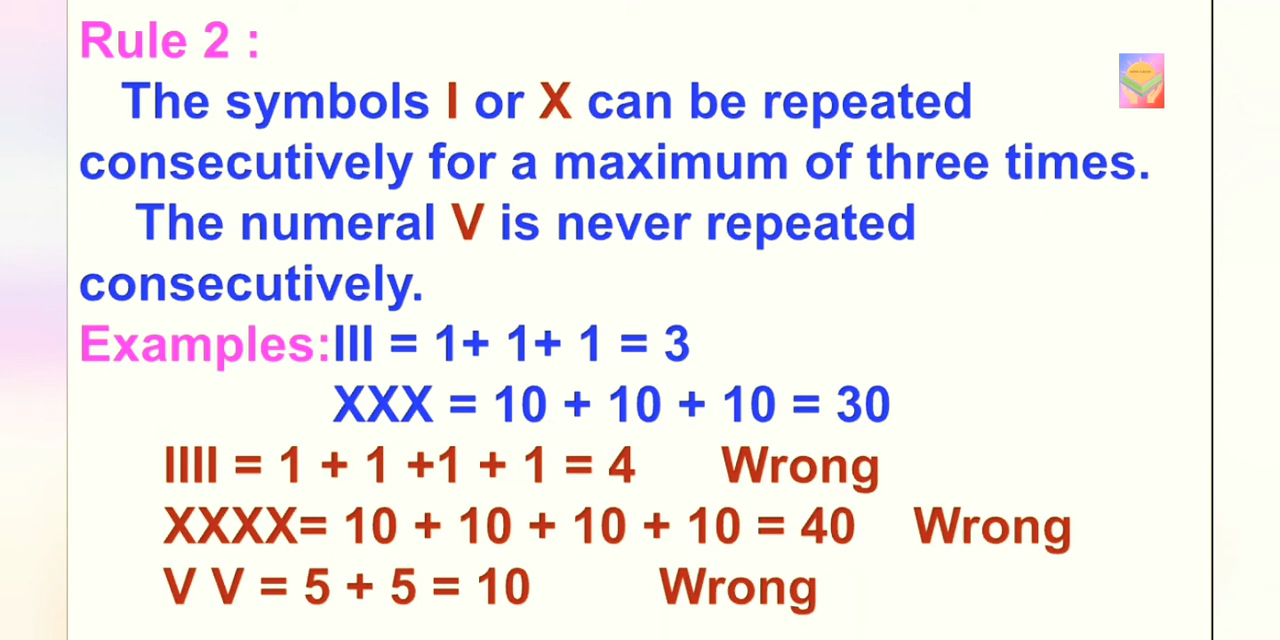 Rule 2 :
The symbols I or X can be repeated
consecutively for a maximum of three times.
The numeral V is never repeated
consecutively.
Examples:III = 1+ 1+ 1 = 3
XXX = 10 + 10 + 10 = 30
IIII = 1 + 1 +1 + 1 = 4 Wrong
XXXX= 10 + 10 + 10 + 10 = 40 Wrong
V V = 5 + 5 = 10 Wrong